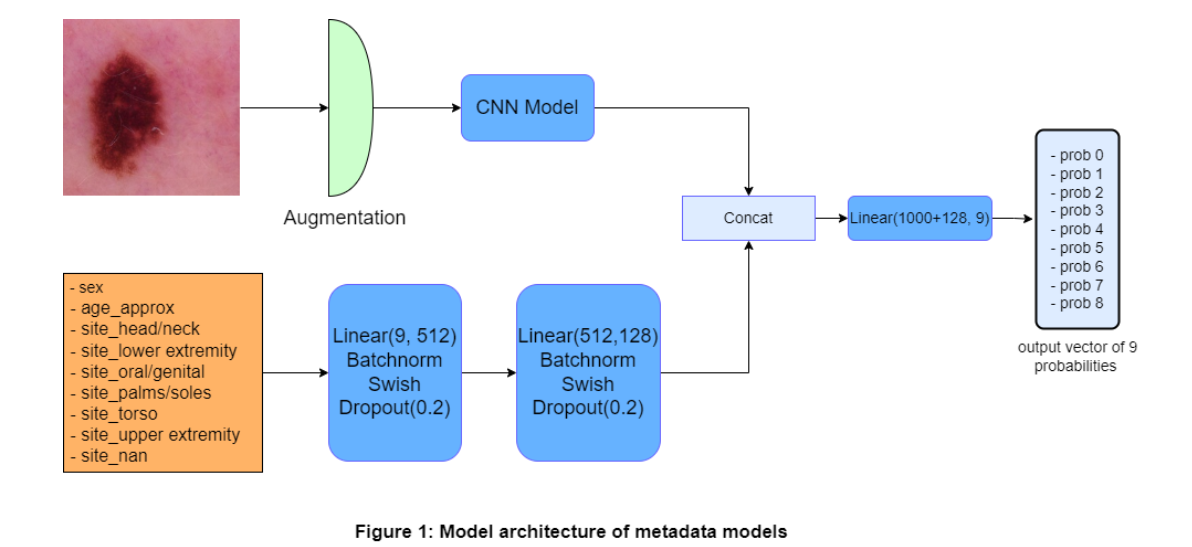 CNN Model
Augmentation
- sex
- age_approx
- site_head/neck
- site_lower extremity
- site_oral/genital
- site_palms/soles
- site_torso
- site_upper extremity
- site_nan
Linear(9, 512)
Batchnorm
Swish
Dropout(0.2)
Linear(512,128)
Batchnorm
Swish
Dropout(0.2)
Concat
Linear(1000+128, 9)
- prob 0
- prob 1
- prob 2
- prob 3
- prob 4
- prob 5
- prob 6
- prob 7
- prob 8
output vector of 9
probabilities
Figure 1: Model architecture of metadata models